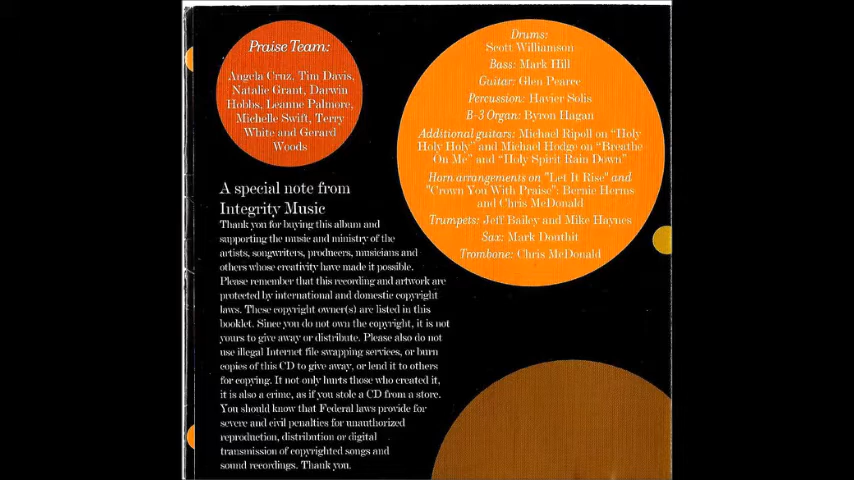 Praise Team:
Angela Cruz, Tim Davis,
Natalie Grant, Darwin
Hobbs, Leanne Palmore,
Michelle Swift, Terry
White and Gerard
Woods
Drums:
Scott Williamson
Bass: Mark Hill
Guitar: Glen Pearce
Percussion: Havier Solis
B-3 Organ: Byron Hagan
Additional guitars: Michael Ripoll on "Holy
Holy Holy" and Michael Hodge on "Breathe
On Me" and "Holy Spirit Rain Down"
Horn arrangements on "Let It Rise" and
"Crown You With Praise": Bernie Herms
and Chris McDonald
Trumpets: Jeff Bailey and Mike Haynes
Sax: Mark Douthit
Trombone: Chris McDonald
A special note from
Integrity Music
Thank you for buying this album and
supporting the music and ministry of the
artists, songwriters, producers, musicians and
others whose creativity have made it possible.
Please remember that this recording and artwork are
protected by international and domestic copyright
laws. These copyright owner(s) are listed in this
booklet. Since you do not own the copyright, it is not
yours to give away or distribute. Please also do not
use illegal Internet file swapping services, or burn
copies of this CD to give away, or lend it to others
for copying. It not only hurts those who created it,
it is also a crime, as if you stole a CD from a store.
You should know that Federal laws provide for
severe and civil penalties for unauthorized
reproduction, distribution or digital
transmission of copyrighted songs and
sound recordings. Thank you.